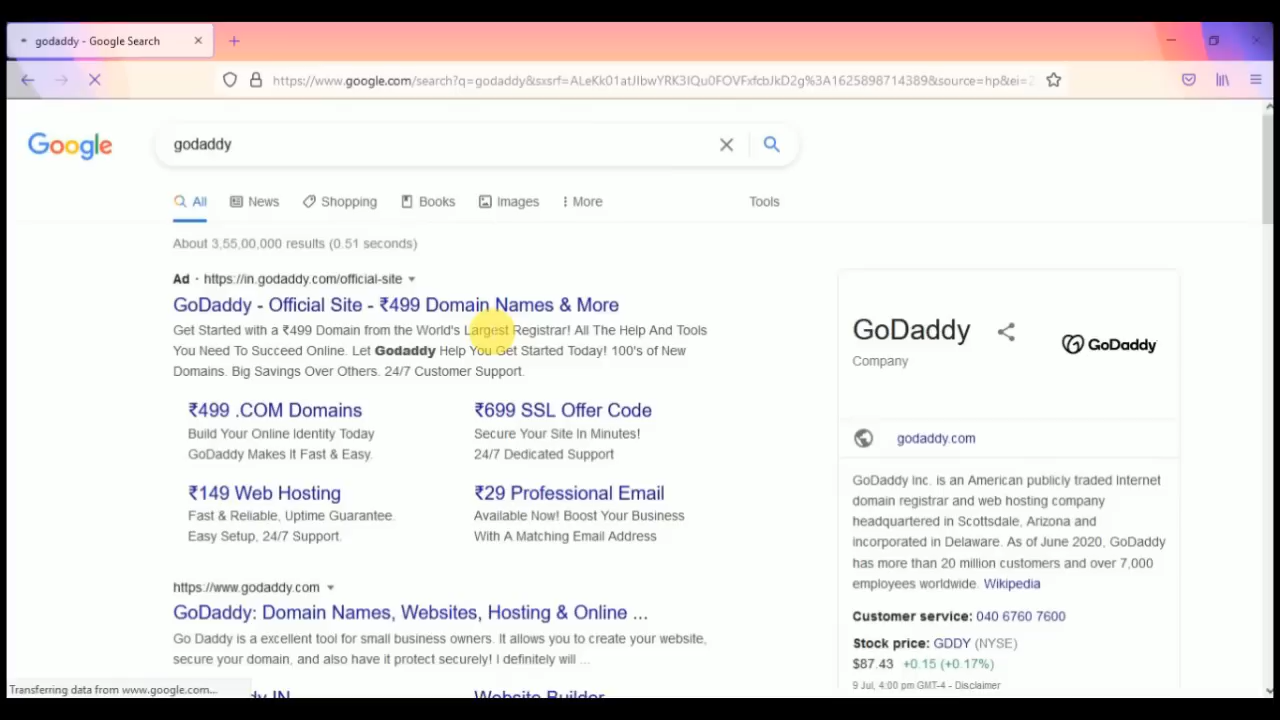 godaddy - Google Search
https://www.google.com/search?q=godaddy&sxsrf=ALeKk01atJlbwYRK3IQu0FOVFxfcbJkD2g%3A1625898714389&source=hp&ei=
Google
godaddy
All News Shopping Books Images More Tools
About 3,55,00,000 results (0.51 seconds)
Ad · https://in.godaddy.com/official-site
GoDaddy - Official Site - ₹499 Domain Names & More
Get Started with a ₹499 Domain from the World's Largest Registrar! All The Help And Tools
You Need To Succeed Online. Let Godaddy Help You Get Started Today! 100's of New
Domains. Big Savings Over Others. 24/7 Customer Support.
₹499 .COM Domains
Build Your Online Identity Today
GoDaddy Makes It Fast & Easy.
₹699 SSL Offer Code
Secure Your Site In Minutes!
24/7 Dedicated Support
₹149 Web Hosting
Fast & Reliable, Uptime Guarantee.
Easy Setup, 24/7 Support.
₹29 Professional Email
Available Now! Boost Your Business
With A Matching Email Address
https://www.godaddy.com
GoDaddy: Domain Names, Websites, Hosting & Online ...
Go Daddy is a excellent tool for small business owners. It allows you to create your website,
secure your domain, and also have it protect securely! I definitely will ...
Website Builder
Transferring data from www.google.com...
GoDaddy
Company
GoDaddy
godaddy.com
GoDaddy Inc. is an American publicly traded Internet
domain registrar and web hosting company
headquartered in Scottsdale, Arizona and
incorporated in Delaware. As of June 2020, GoDaddy
has more than 20 million customers and over 7,000
employees worldwide. Wikipedia
Customer service: 040 6760 7600
Stock price: GDDY (NYSE)
$87.43 +0.15 (+0.17%)
9 Jul, 4:00 pm GMT-4 - Disclaimer